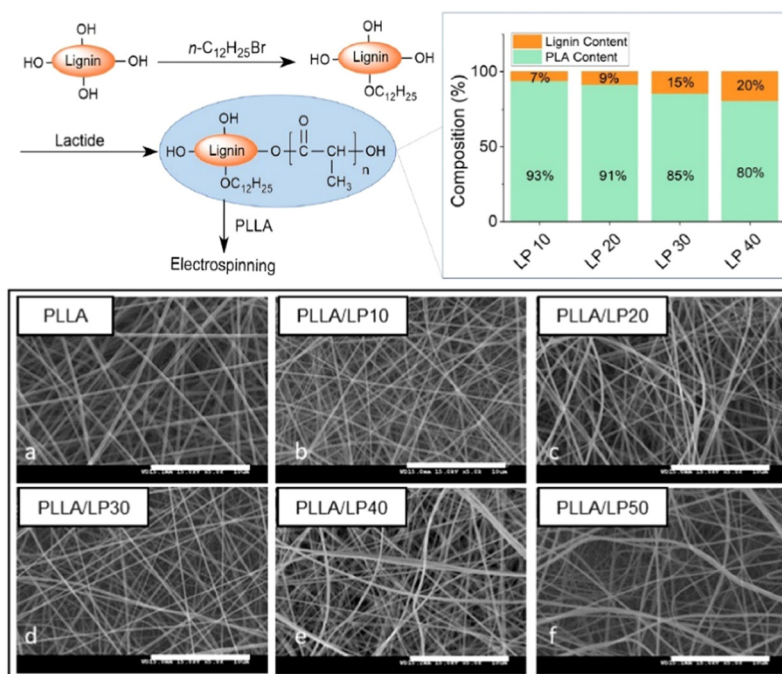 OH
HO
Lignin
OH
OH
n-C12H25Br
OH
HO
Lignin
OH
OC12H25
Lactide
OH
HO
Lignin
O
O
C
CH
OH
n
CH3
OC12H25
PLLA
Electrospinning
Lignin Content
PLA Content
Composition (%)
100
50
0
7%
9%
15%
20%
93%
91%
85%
80%
LP 10
LP 20
LP 30
LP 40
PLLA
a
PLLA/LP10
b
PLLA/LP20
c
PLLA/LP30
d
PLLA/LP40
e
PLLA/LP50
f